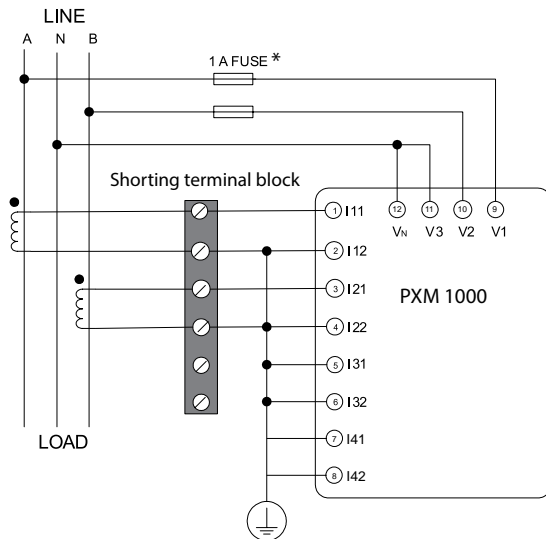 LINE
A N B
1 A FUSE *
Shorting terminal block
12 11 10 9
VN V3 V2 V1
PXM 1000
1 I11
2 I12
3 I21
4 I22
5 I31
6 I32
7 I41
8 I42
LOAD